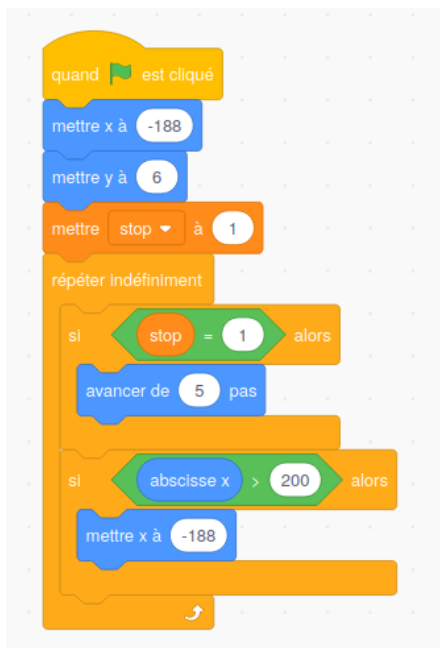 quand est cliqué
mettre x à -188
mettre y à 6
mettre stop à 1
répéter indéfiniment
si stop = 1 alors
avancer de 5 pas
si abscisse x > 200 alors
mettre x à -188